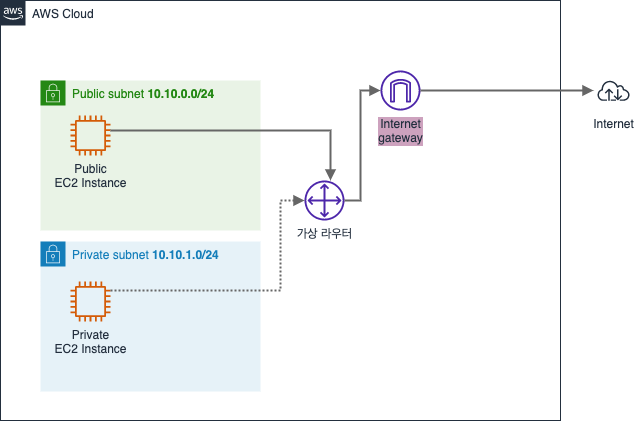 aws
AWS Cloud
Public subnet 10.10.0.0/24
Public
EC2 Instance
Internet
gateway
Internet
가상 라우터
Private subnet 10.10.1.0/24
Private
EC2 Instance